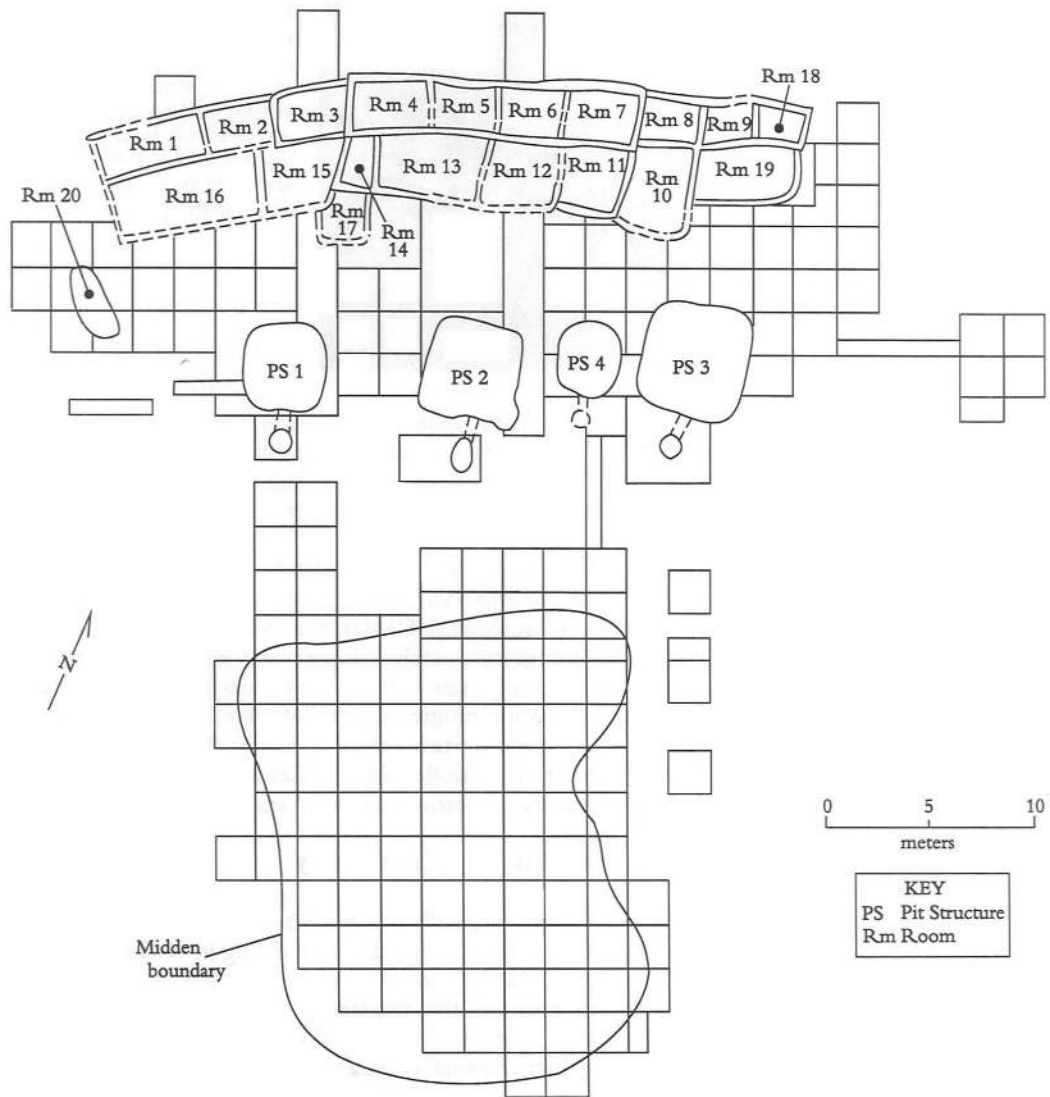 Rm 18
Rm 4
Rm 5
Rm 6
Rm 7
Rm 3
Rm 8
Rm 9
Rm 2
Rm 1
Rm 15
Rm 13
Rm 12
Rm 11
Rm 19
Rm
10
Rm 16
Rm 20
Rm
17
Rm
14
PS 1
PS 2
PS 4
PS 3
N
0 5 10
meters
KEY
PS Pit Structure
Rm Room
Midden
boundary